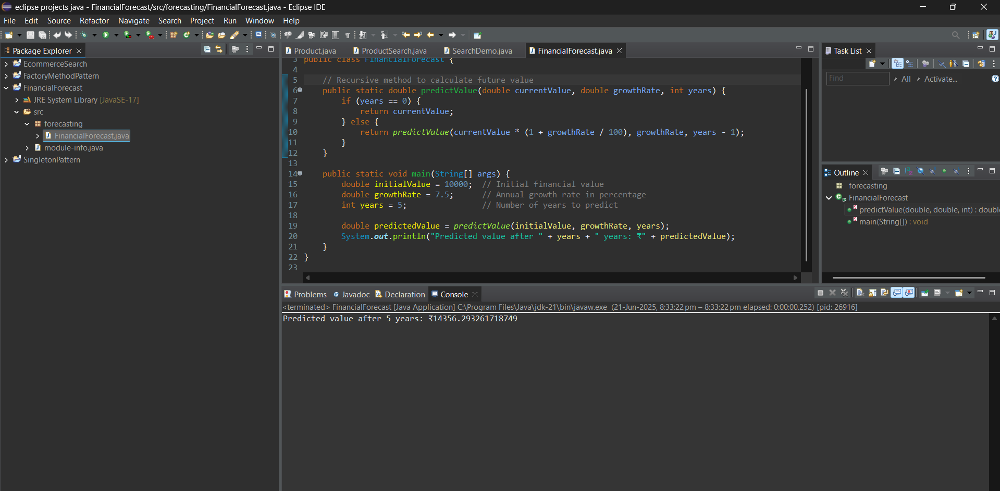 eclipse projects java - FinancialForecast/src/forecasting/FinancialForecast.java - Eclipse IDE
File Edit Source Refactor Navigate Search Project Run Window Help
Package Explorer
EcommerceSearch
FactoryMethodPattern
FinancialForecast
JRE System Library [JavaSE-17]
src
forecasting
FinancialForecast.java
module-info.java
SingletonPattern
Product.java ProductSearch.java SearchDemo.java FinancialForecast.java
3 public class FinancialForecast {
4
5 // Recursive method to calculate future value
6 public static double predictValue(double currentValue, double growthRate, int years) {
7 if (years == 0) {
8 return currentValue;
9 } else {
10 return predictValue(currentValue * (1 + growthRate / 100), growthRate, years - 1);
11 }
12 }
13
14 public static void main(String[] args) {
15 double initialValue = 10000; // Initial financial value
16 double growthRate = 7.5; // Annual growth rate in percentage
17 int years = 5; // Number of years to predict
18
19 double predictedValue = predictValue(initialValue, growthRate, years);
20 System.out.println("Predicted value after " + years + " years: ₹" + predictedValue);
21 }
22 }
23
Task List
Find All Activate...
Outline
forecasting
FinancialForecast
predictValue(double, double, int) : doubl
main(String[]) : void
Problems Javadoc Declaration Console
<terminated> FinancialForecast [Java Application] C:\Program Files\Java\jdk-21\bin\javaw.exe (21-Jun-2025, 8:33:22 pm – 8:33:22 pm elapsed: 0:00:00.252) [pid: 26916]
Predicted value after 5 years: ₹14356.293261718749